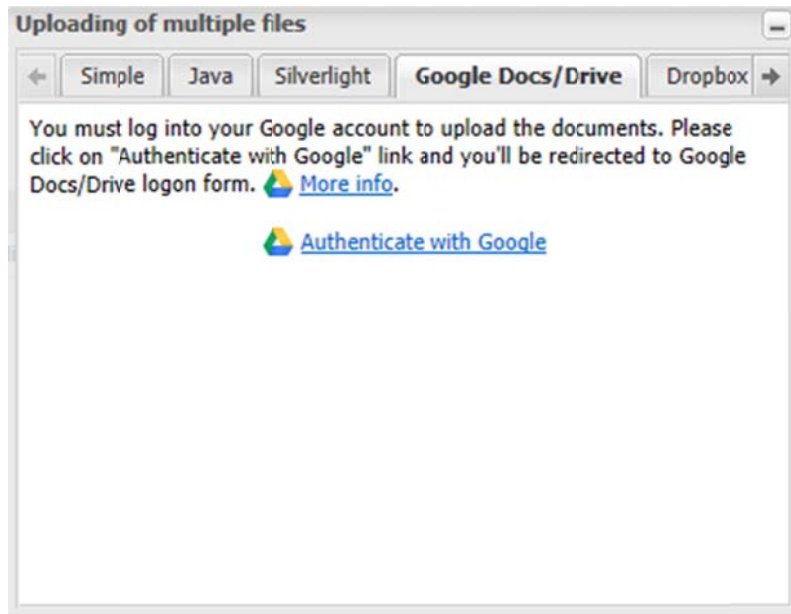 Uploading of multiple files
Simple Java Silverlight Google Docs/Drive Dropbox
You must log into your Google account to upload the documents. Please
click on "Authenticate with Google" link and you'll be redirected to Google
Docs/Drive logon form. More info.
Authenticate with Google